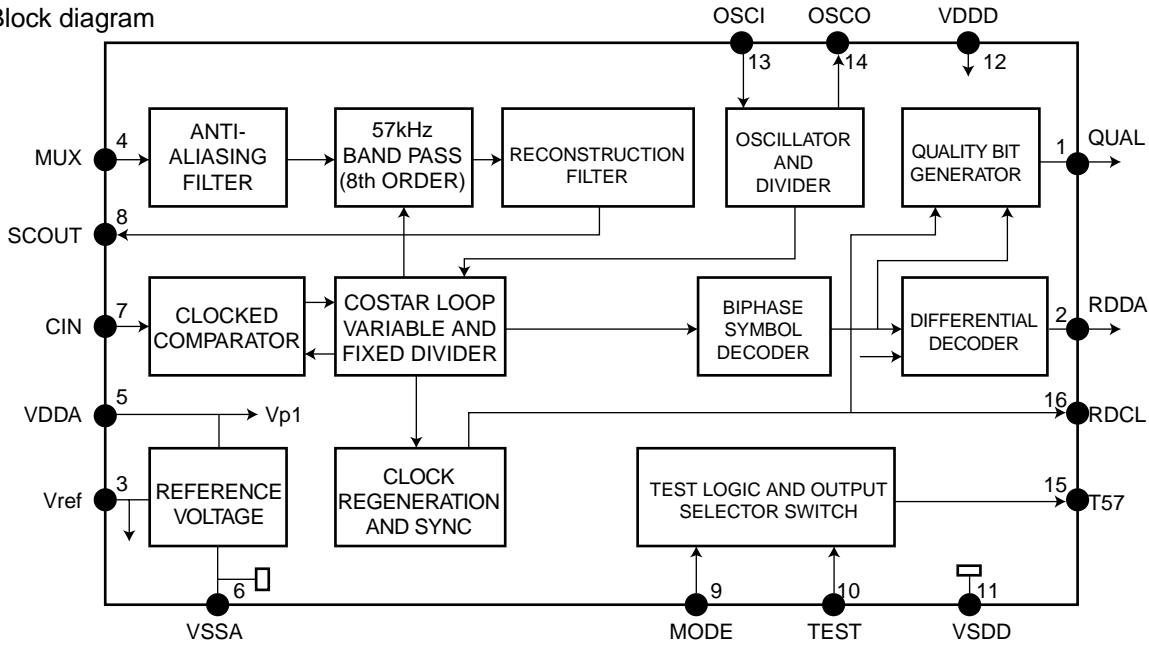 Block diagram
OSCI
OSCO
VDDD
13
14
12
MUX
4
ANTI-
ALIASING
FILTER
57kHz
BAND PASS
(8th ORDER)
RECONSTRUCTION
FILTER
OSCILLATOR
AND
DIVIDER
QUALITY BIT
GENERATOR
1
QUAL
SCOUT
8
CIN
7
CLOCKED
COMPARATOR
COSTAR LOOP
VARIABLE AND
FIXED DIVIDER
BIPHASE
SYMBOL
DECODER
DIFFERENTIAL
DECODER
2
RDDA
VDDA
5
Vp1
16
RDCL
Vref
3
REFERENCE
VOLTAGE
CLOCK
REGENERATION
AND SYNC
TEST LOGIC AND OUTPUT
SELECTOR SWITCH
15
T57
6
9
10
11
VSSA
MODE
TEST
VSDD